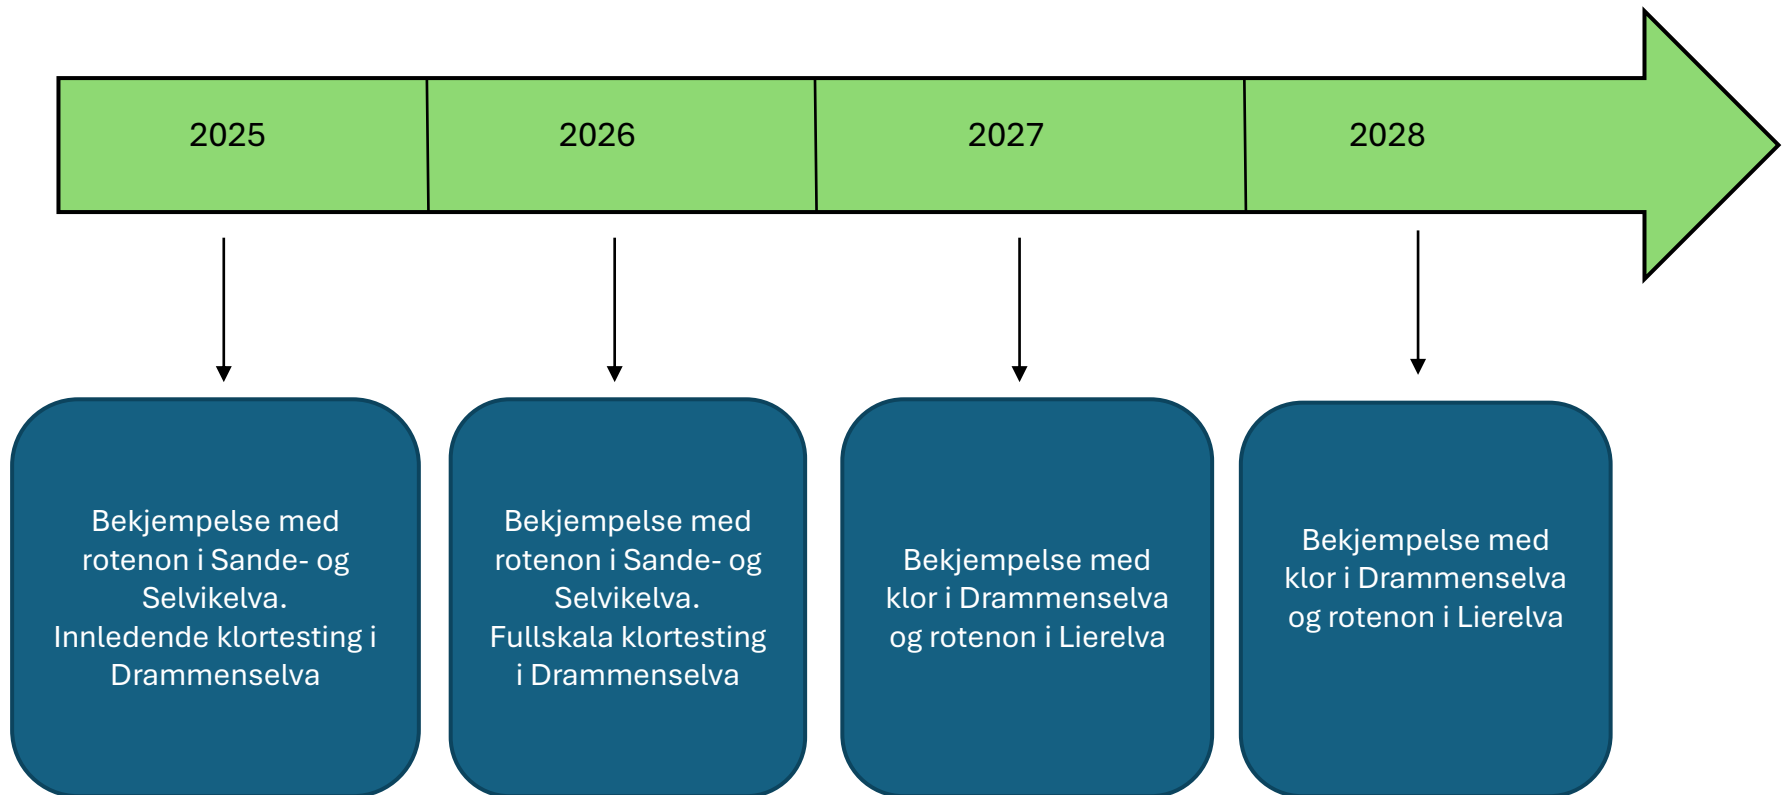 2025
2026
2027
2028
Bekjempelse med
rotenon i Sande- og
Selvikelva.
Innledende klortesting i
Drammenselva
Bekjempelse med
rotenon i Sande- og
Selvikelva.
Fullskala klortesting
i Drammenselva
Bekjempelse med
klor i Drammenselva
og rotenon i Lierelva
Bekjempelse med
klor i Drammenselva
og rotenon i Lierelva